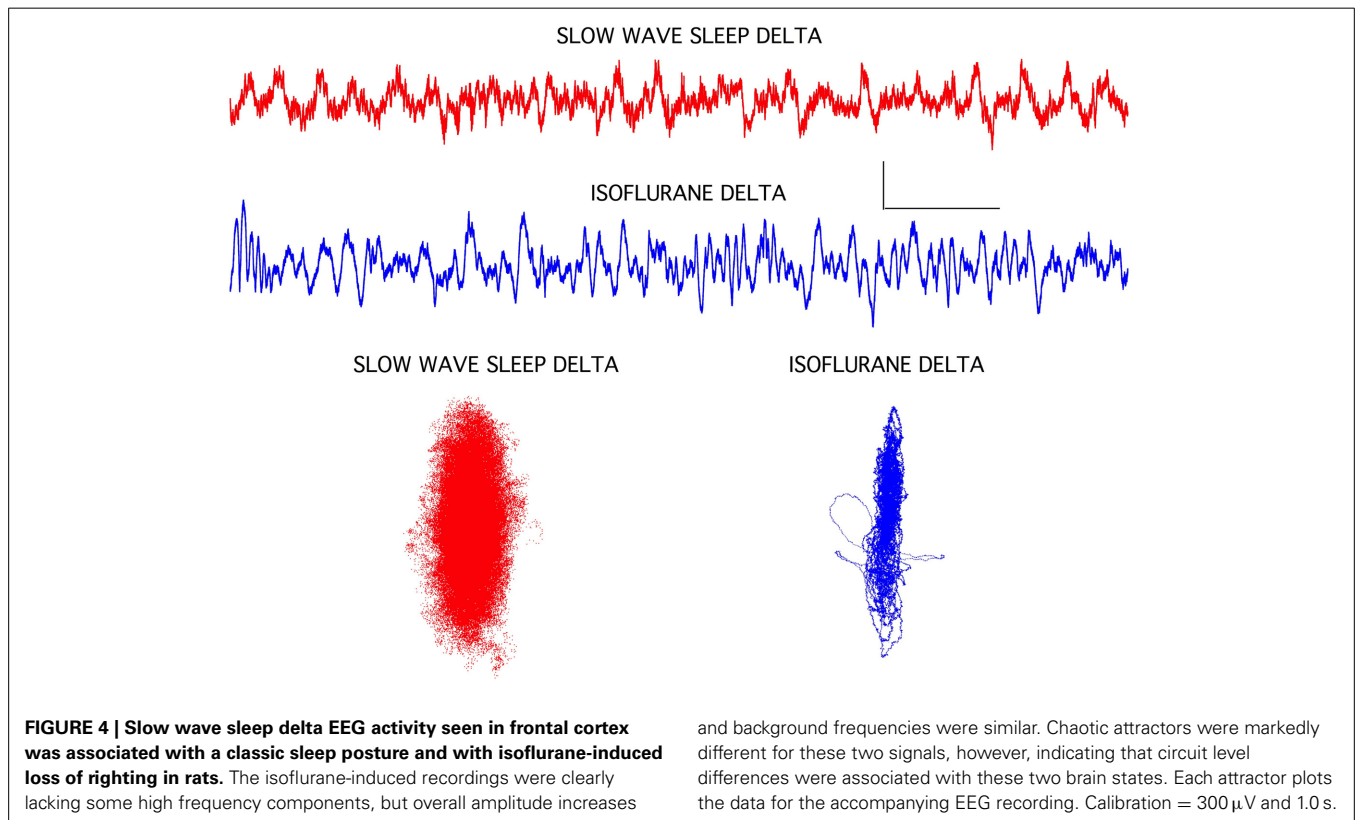 SLOW WAVE SLEEP DELTA
ISOFLURANE DELTA
SLOW WAVE SLEEP DELTA
ISOFLURANE DELTA
FIGURE 4 | Slow wave sleep delta EEG activity seen in frontal cortex
was associated with a classic sleep posture and with isoflurane-induced
loss of righting in rats. The isoflurane-induced recordings were clearly
lacking some high frequency components, but overall amplitude increases
and background frequencies were similar. Chaotic attractors were markedly
different for these two signals, however, indicating that circuit level
differences were associated with these two brain states. Each attractor plots
the data for the accompanying EEG recording. Calibration = 300 μV and 1.0 s.